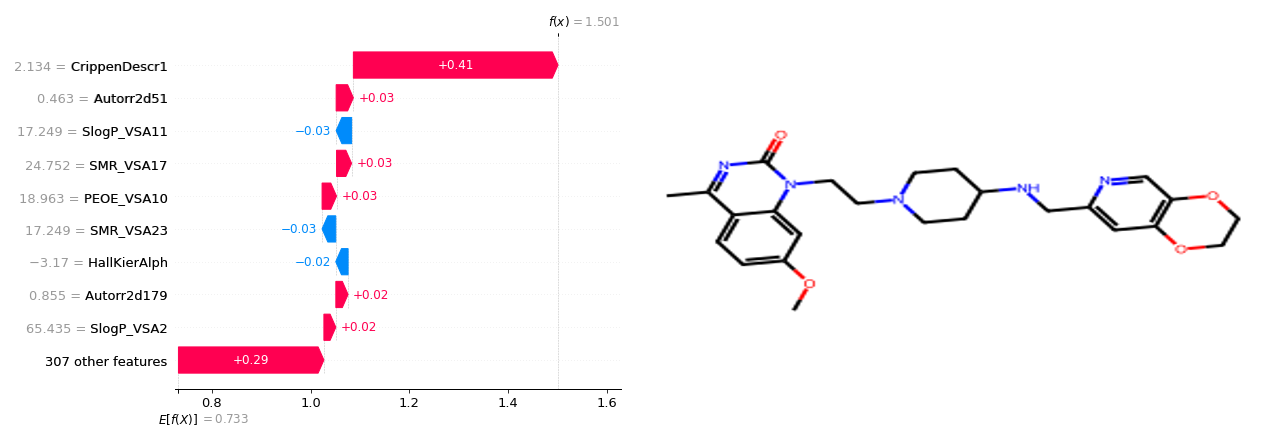 f(x) = 1.501
2.134 = CrippenDescr1
+0.41
0.463 = Autorr2d51
+0.03
17.249 = SlogP_VSA11
−0.03
24.752 = SMR_VSA17
+0.03
18.963 = PEOE_VSA10
+0.03
17.249 = SMR_VSA23
−0.03
−3.17 = HallKierAlph
−0.02
0.855 = Autorr2d179
+0.02
65.435 = SlogP_VSA2
+0.02
307 other features
+0.29
0.8 1.0 1.2 1.4 1.6
E[f(X)] = 0.733
O
N
N
N
NH
N
O
O
O